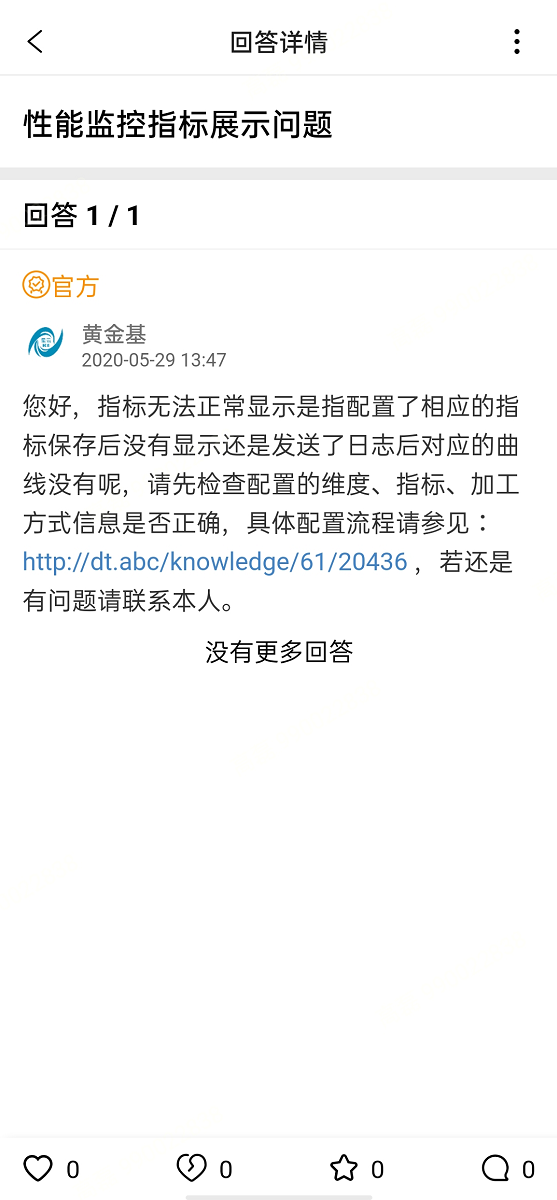 回答详情
性能监控指标展示问题
回答 1 / 1
官方
黄金基
2020-05-29 13:47
您好，指标无法正常显示是指配置了相应的指
标保存后没有显示还是发送了日志后对应的曲
线没有呢，请先检查配置的维度、指标、加工
方式信息是否正确，具体配置流程请参见：
http://dt.abc/knowledge/61/20436 ，若还是
有问题请联系本人。
没有更多回答
0 0 0 0